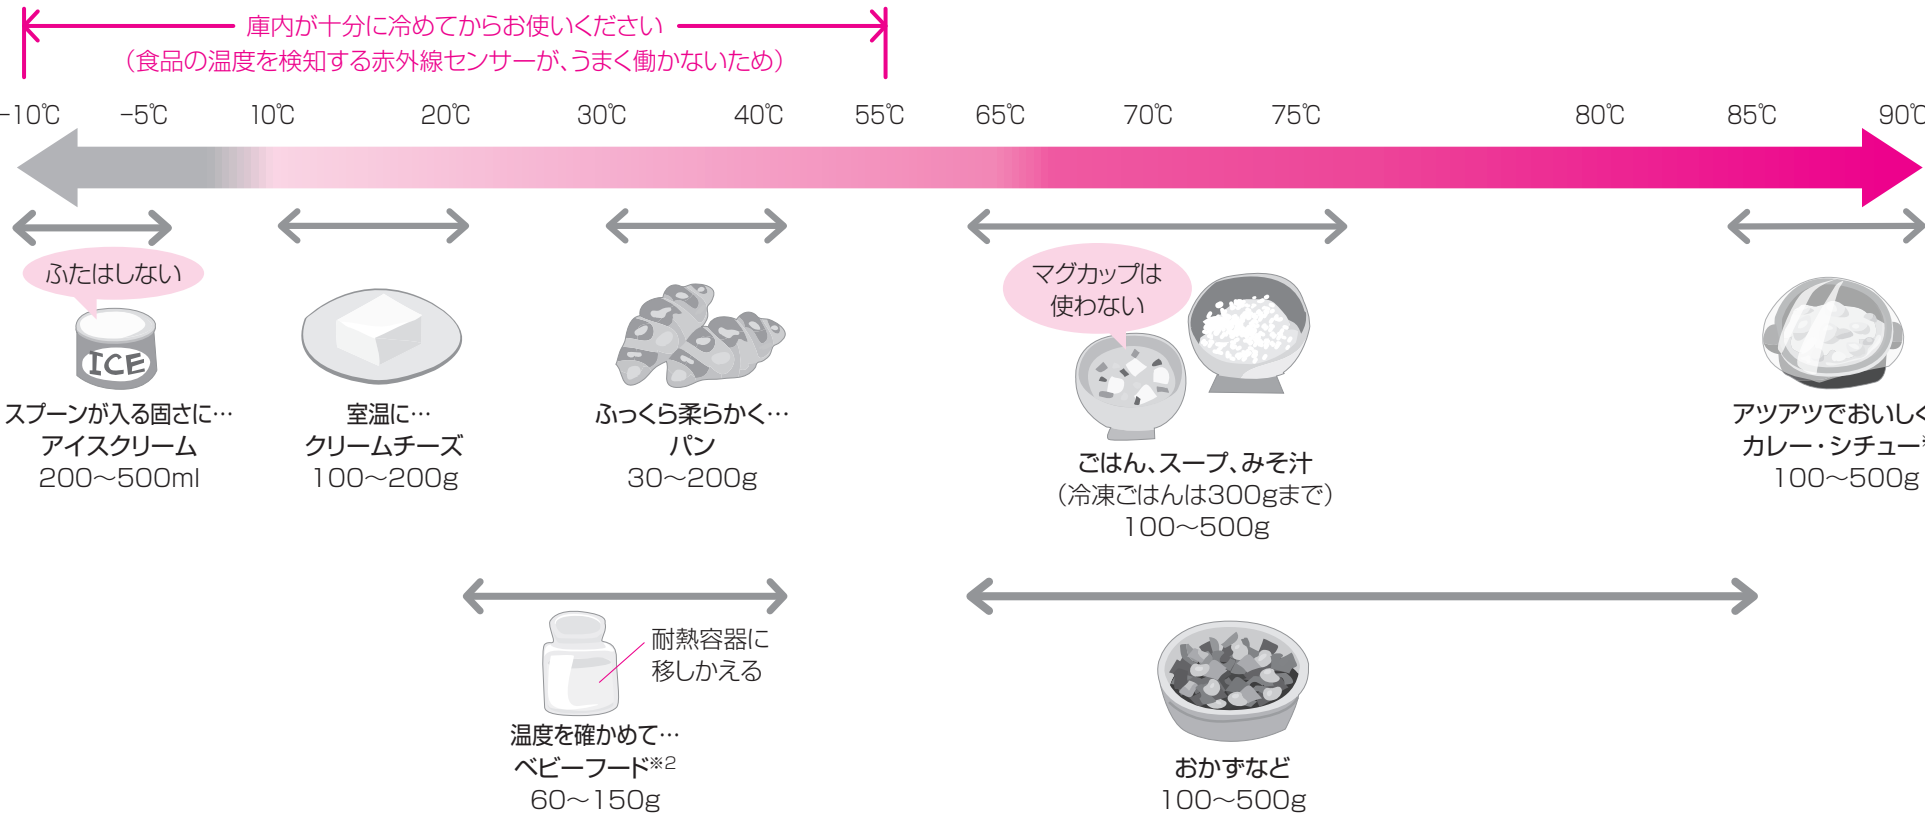 庫内が十分に冷めてからお使いください
（食品の温度を検知する赤外線センサーが、うまく働かないため）
−10℃ −5℃ 10℃ 20℃ 30℃ 40℃ 55℃ 65℃ 70℃ 75℃ 80℃ 85℃ 90℃
ふたはしない
ICE
スプーンが入る固さに…
アイスクリーム
200〜500ml
室温に…
クリームチーズ
100〜200g
ふっくら柔らかく…
パン
30〜200g
マグカップは
使わない
ごはん、スープ、みそ汁
（冷凍ごはんは300gまで）
100〜500g
アツアツでおいしく
カレー・シチュー
100〜500g
耐熱容器に
移しかえる
温度を確かめて…
ベビーフード※2
60〜150g
おかずなど
100〜500g